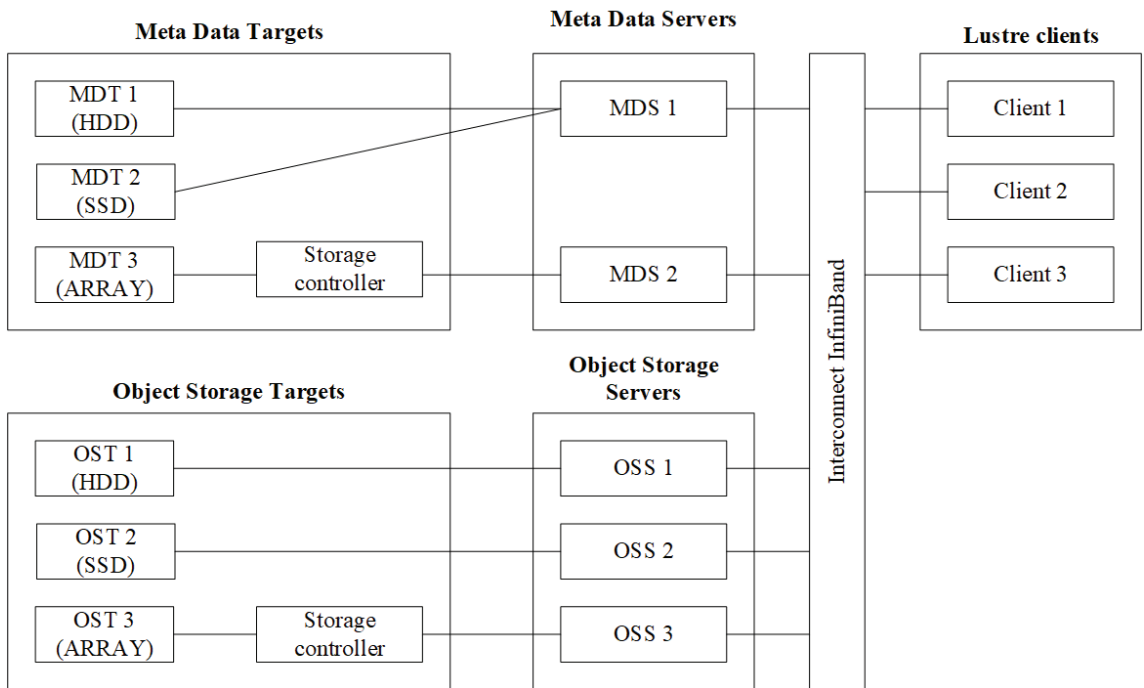 Meta Data Targets
MDT 1
(HDD)
MDT 2
(SSD)
MDT 3
(ARRAY)
Storage
controller
Meta Data Servers
MDS 1
MDS 2
Interconnect InfiniBand
Lustre clients
Client 1
Client 2
Client 3
Object Storage Targets
OST 1
(HDD)
OST 2
(SSD)
OST 3
(ARRAY)
Storage
controller
Object Storage
Servers
OSS 1
OSS 2
OSS 3